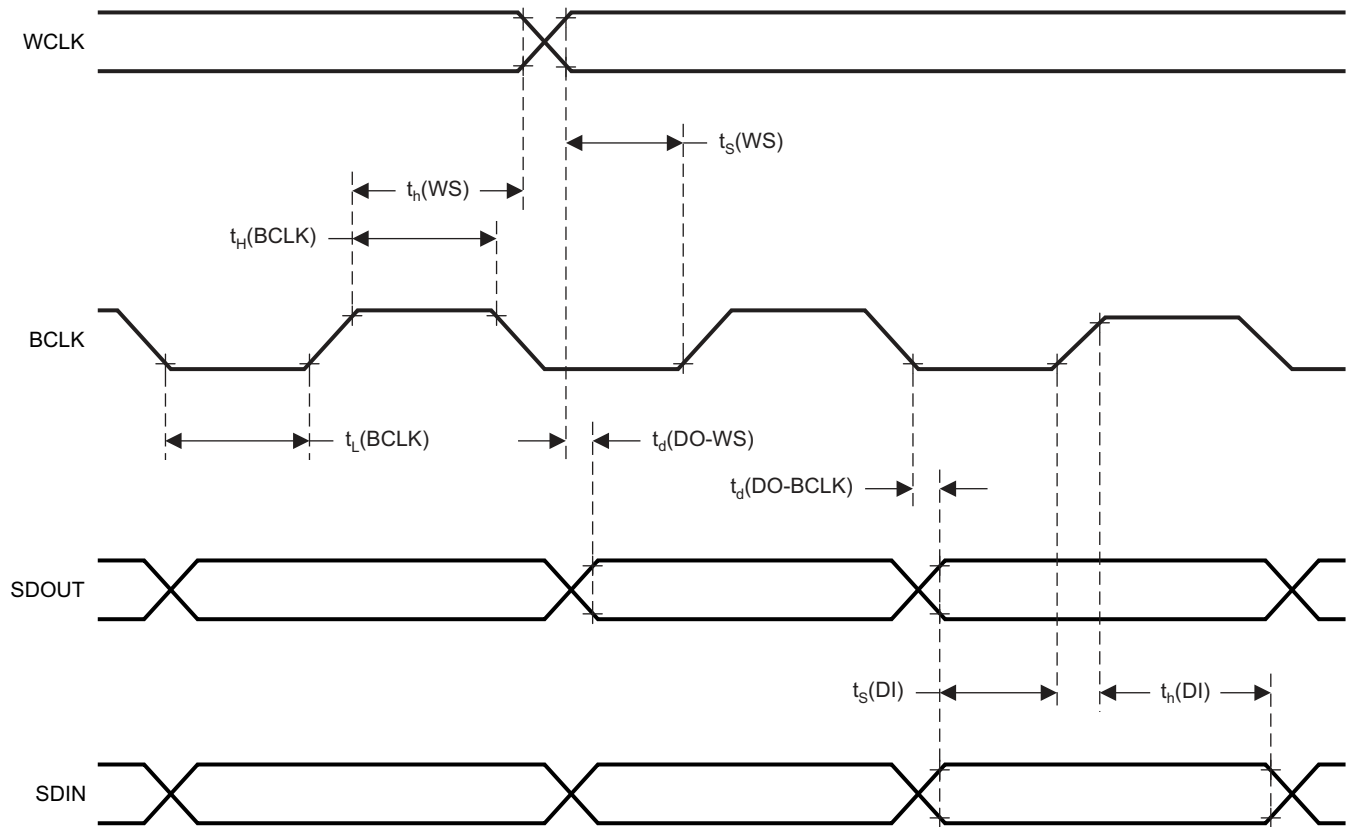 WCLK
tS(WS)
th(WS)
tH(BCLK)
BCLK
tL(BCLK)
td(DO-WS)
td(DO-BCLK)
SDOUT
tS(DI)
th(DI)
SDIN